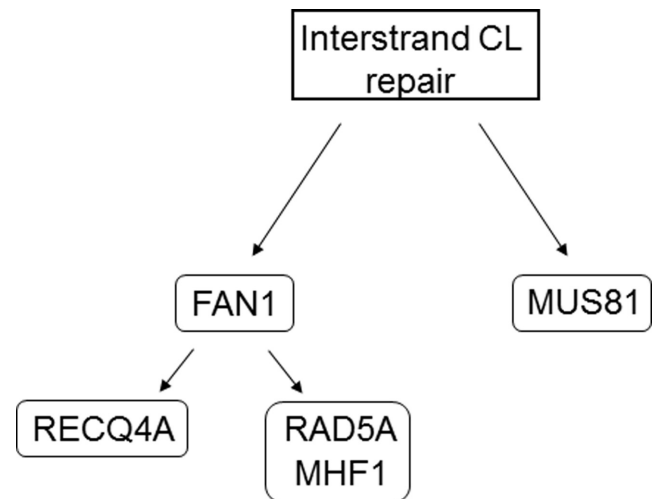 Interstrand CL
repair
FAN1
MUS81
RECQ4A
RAD5A
MHF1